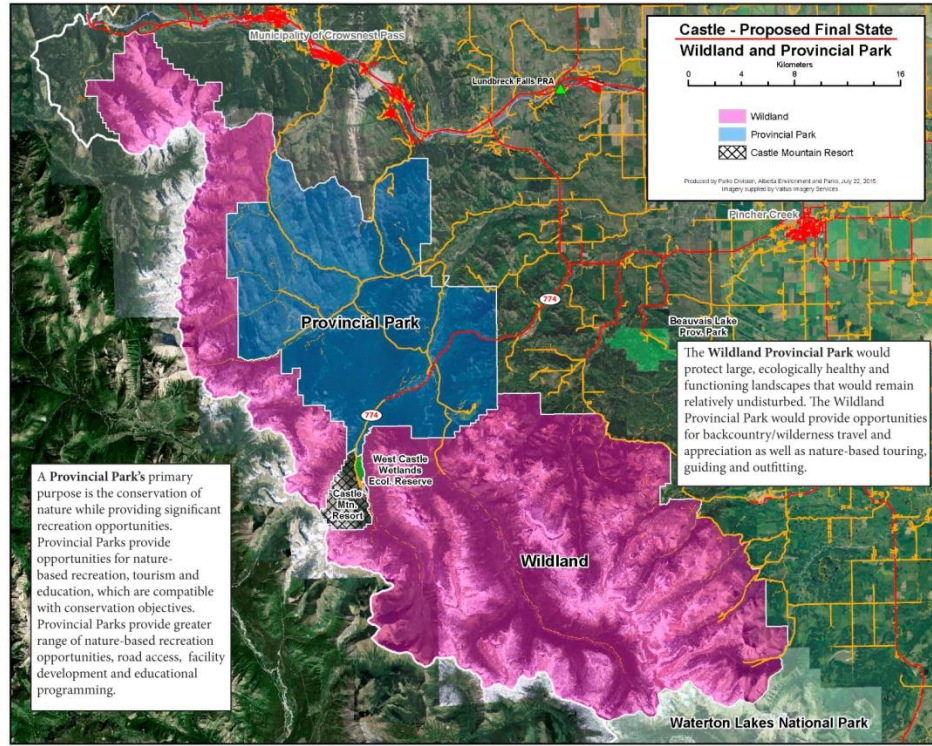 Castle - Proposed Final State
Wildland and Provincial Park
Kilometers
0 4 8 16
Wildland
Provincial Park
Castle Mountain Resort
Produced by Parks Division, Alberta Environment and Parks, July 22, 2015.
Imagery supplied by Valtus Imagery Services.
Municipality of Crowsnest Pass
Lundbreck Falls PRA
Pincher Creek
774
Provincial Park
Beauvais Lake
Prov. Park
774
The Wildland Provincial Park would
protect large, ecologically healthy and
functioning landscapes that would remain
relatively undisturbed. The Wildland
Provincial Park would provide opportunities
for backcountry/wilderness travel and
appreciation as well as nature-based touring,
guiding and outfitting.
West Castle
Wetlands
Ecol. Reserve
Castle
Mtn.
Resort
A Provincial Park's primary
purpose is the conservation of
nature while providing significant
recreation opportunities.
Provincial Parks provide
opportunities for nature-
based recreation, tourism and
education, which are compatible
with conservation objectives.
Provincial Parks provide greater
range of nature-based recreation
opportunities, road access, facility
development and educational
programming.
Wildland
Waterton Lakes National Park